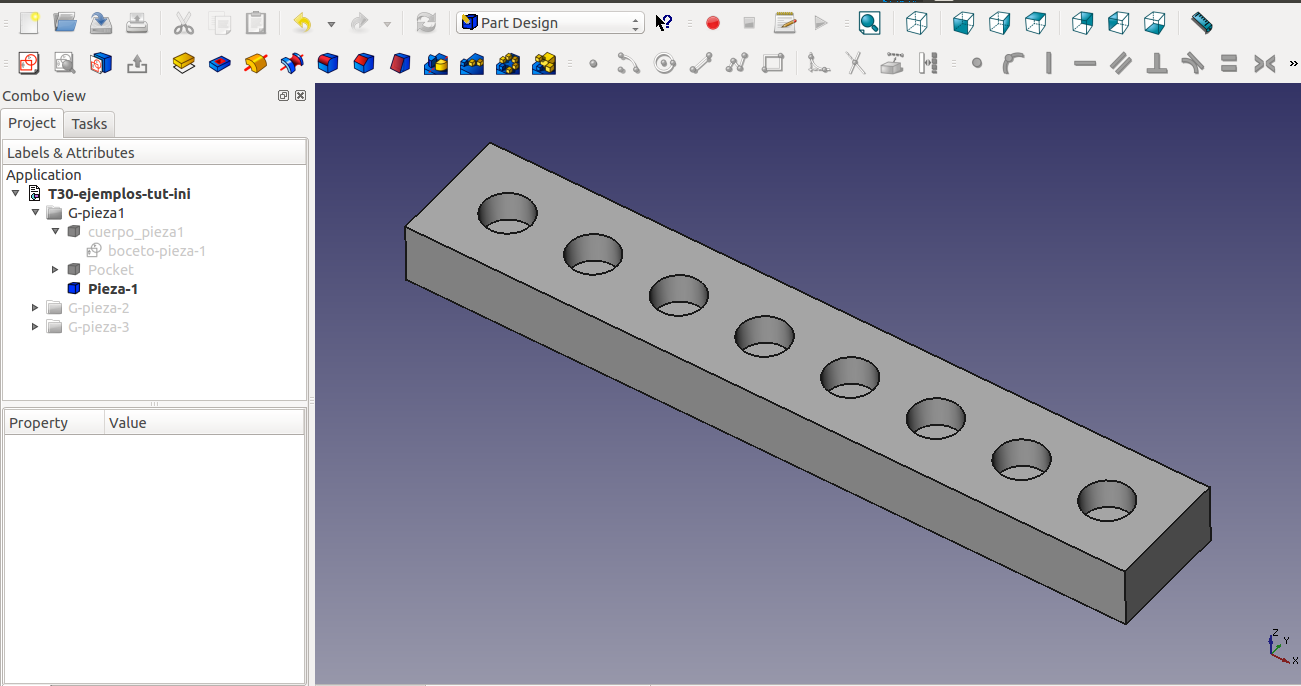 Part Design
Combo View
Project Tasks
Labels & Attributes
Application
T30-ejemplos-tut-ini
G-pieza1
cuerpo_pieza1
boceto-pieza-1
Pocket
Pieza-1
G-pieza-2
G-pieza-3
Property Value
Z
Y
X